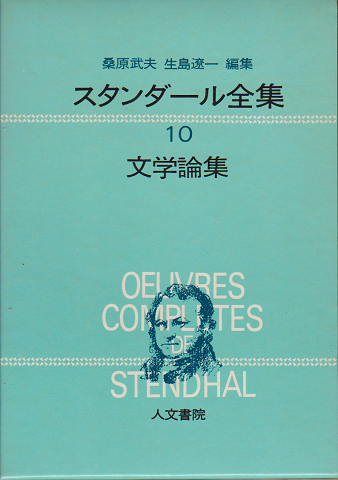 桑原武夫 生島遼一 編集
スタンダール全集
10
文学論集
OEUVRES
COMPLETES
DE
STENDHAL
人文書院